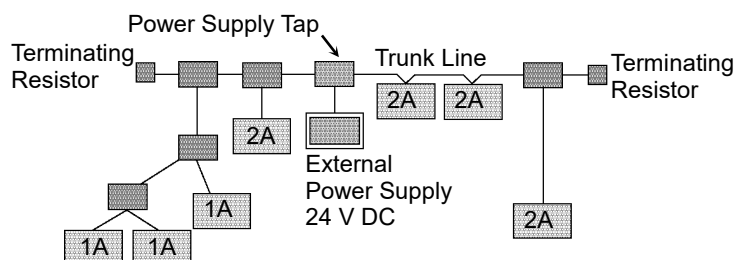 Power Supply Tap
Terminating
Resistor
Trunk Line
Terminating
Resistor
2A
2A
2A
External
Power Supply
24 V DC
1A
2A
1A
1A